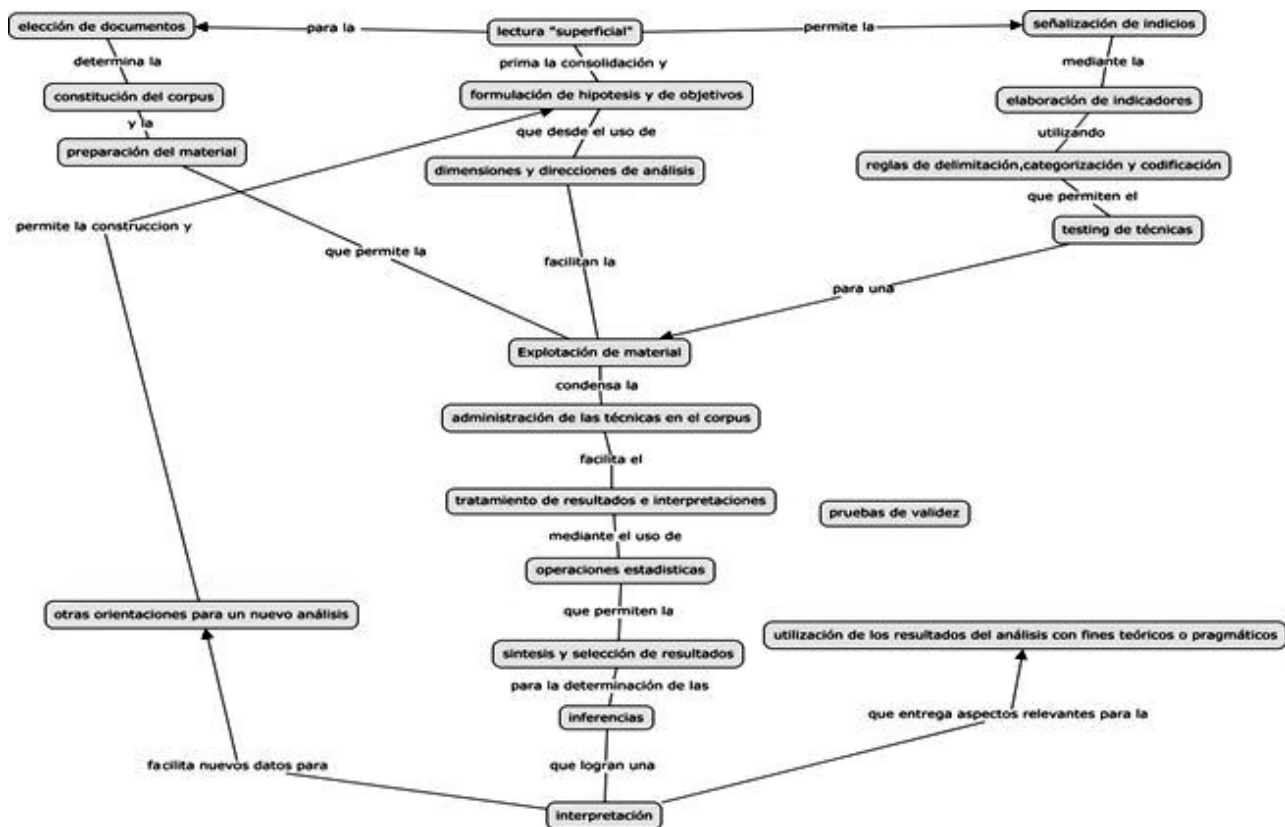 elección de documentos
para la
lectura "superficial"
permite la
señalización de indicios
determina la
prima la consolidación y
mediante la
constitución del corpus
formulación de hipotesis y de objetivos
elaboración de indicadores
y la
que desde el uso de
utilizando
preparación del material
dimensiones y direcciones de análisis
reglas de delimitación,categorización y codificación
que permiten el
permite la construccion y
testing de técnicas
que permite la
facilitan la
para una
Explotación de material
condensa la
administración de las técnicas en el corpus
facilita el
tratamiento de resultados e interpretaciones
pruebas de validez
mediante el uso de
operaciones estadisticas
otras orientaciones para un nuevo análisis
que permiten la
utilización de los resultados del análisis con fines teóricos o pragmáticos
sintesis y selección de resultados
para la determinación de las
inferencias
que entrega aspectos relevantes para la
facilita nuevos datos para
que logran una
interpretación